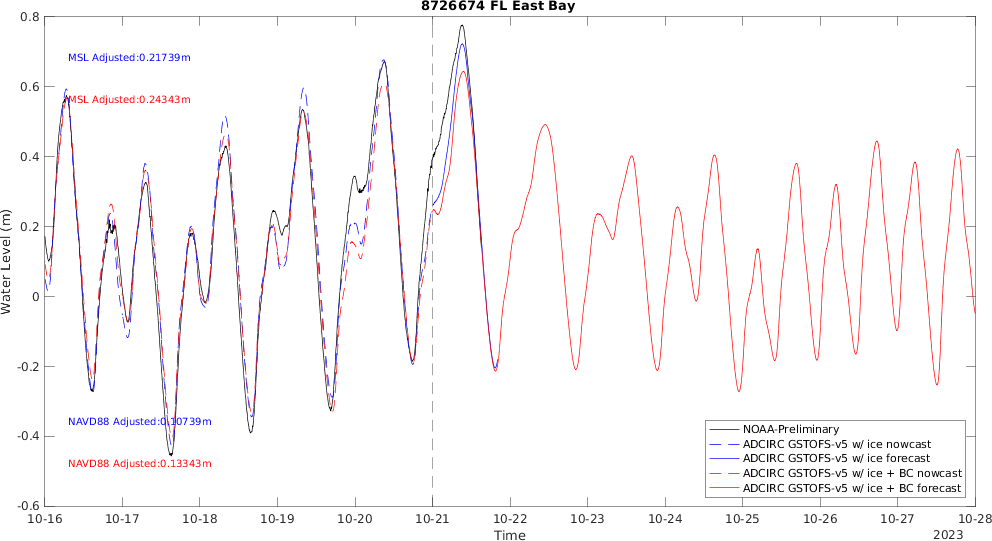 8726674 FL East Bay
0.8
0.6
0.4
0.2
0
-0.2
-0.4
-0.6
Water Level (m)
MSL Adjusted:0.21739m
MSL Adjusted:0.24343m
NAVD88 Adjusted:0.10739m
NAVD88 Adjusted:0.13343m
NOAA-Preliminary
ADCIRC GSTOFS-v5 w/ ice nowcast
ADCIRC GSTOFS-v5 w/ ice forecast
ADCIRC GSTOFS-v5 w/ ice + BC nowcast
ADCIRC GSTOFS-v5 w/ ice + BC forecast
10-16 10-17 10-18 10-19 10-20 10-21 10-22 10-23 10-24 10-25 10-26 10-27 10-28
Time
2023